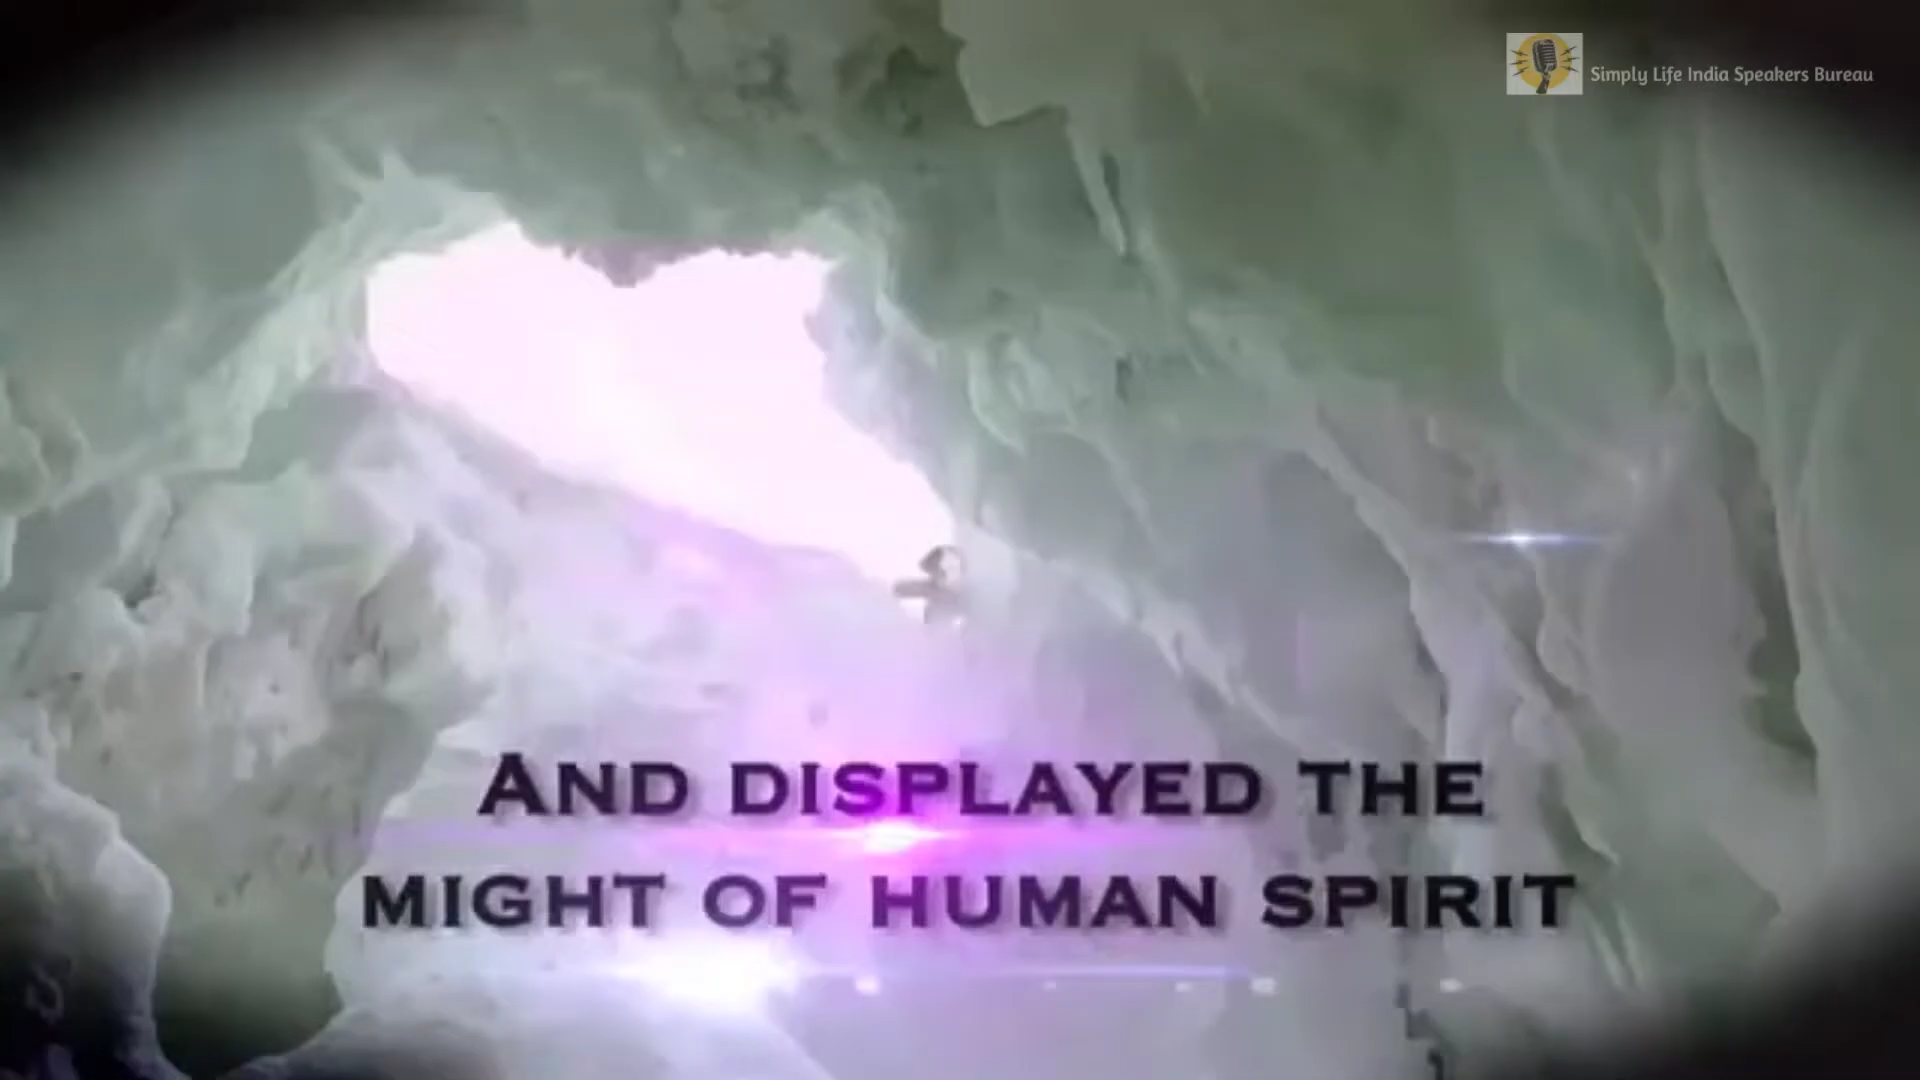 Simply Life India Speakers Bureau
AND DISPLAYED THE
MIGHT OF HUMAN SPIRIT